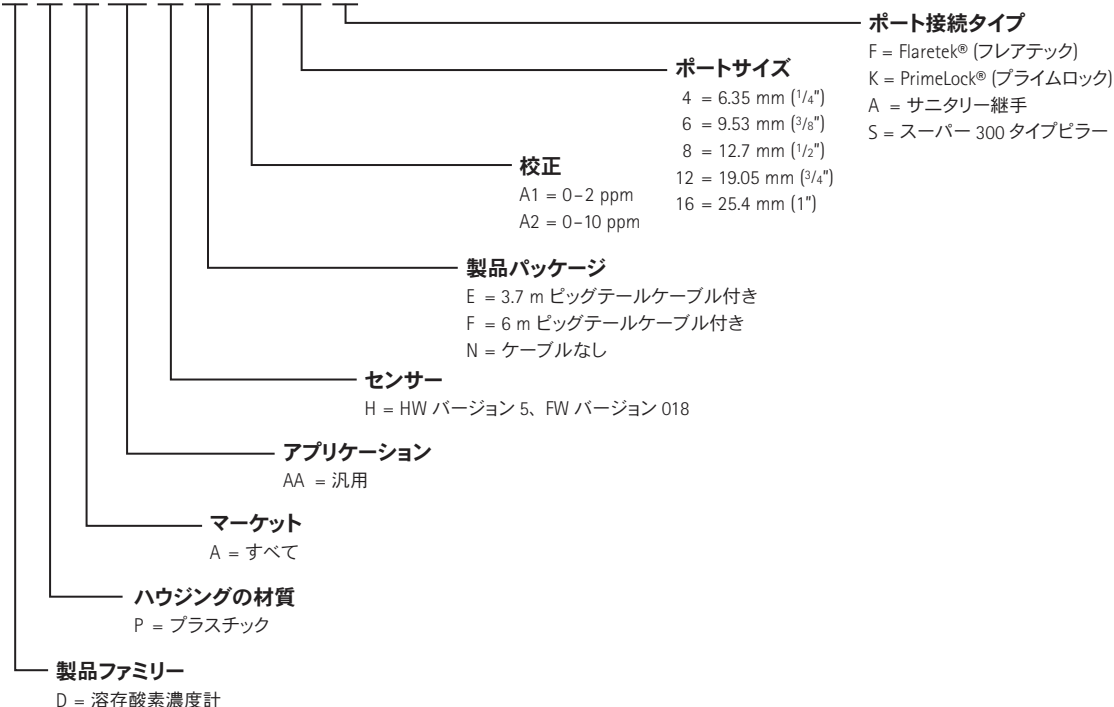 ポート接続タイプ
F = Flaretek® (フレアテック)
K = PrimeLock® (プライムロック)
A = サニタリー継手
S = スーパー 300 タイプピラー
ポートサイズ
4 = 6.35 mm (1/4")
6 = 9.53 mm (3/8")
8 = 12.7 mm (1/2")
12 = 19.05 mm (3/4")
16 = 25.4 mm (1")
校正
A1 = 0–2 ppm
A2 = 0–10 ppm
製品パッケージ
E = 3.7 m ピッグテールケーブル付き
F = 6 m ピッグテールケーブル付き
N = ケーブルなし
センサー
H = HW バージョン 5、FW バージョン 018
アプリケーション
AA = 汎用
マーケット
A = すべて
ハウジングの材質
P = プラスチック
製品ファミリー
D = 溶存酸素濃度計